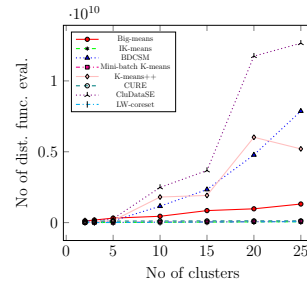 ·10^10
Big-means
IK-means
BDCSM
Mini-batch K-means
K-means++
CURE
CluDataSE
LW-coreset
No of dist. func. eval.
1
0.5
0
0 5 10 15 20 25
No of clusters